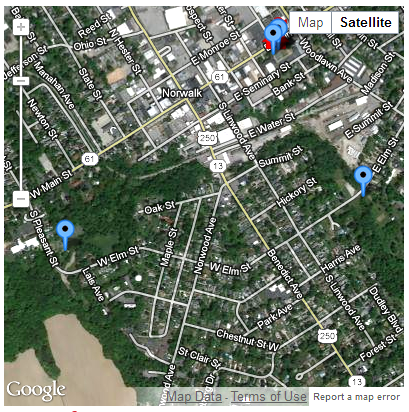 Map
Satellite
Reed St
Ohio St
N Hester St
Prospect St
E Monroe St
Woodlawn Ave
Jefferson St
Manahan Ave
State St
61
E Seminary St
Bank St
Madison St
Norwalk
Newton St
S Linwood Ave
250
E Water St
E Summit St
61
13
Summit St
E Elm St
W Main St
Hickory St
Oak St
S Pleasant St
Maple St
Norwood Ave
W Elm St
W Elm St
Harris Ave
Benedict Ave
Lais Ave
S Linwood Ave
Dudley Blvd
Park Ave
Chestnut St W
250
Forest St
St Clair St
13
Google
Map Data - Terms of Use
Report a map error